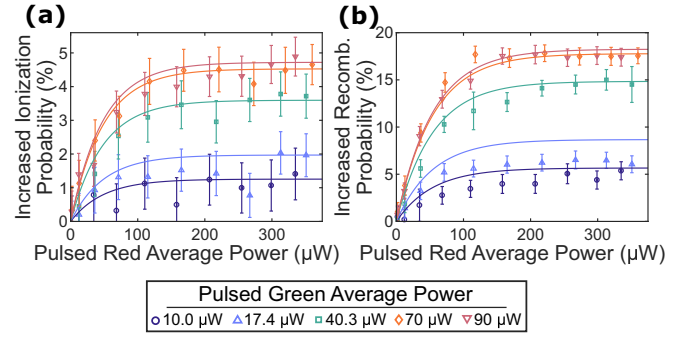 (a)
Increased Ionization
Probability (%)
5
4
3
2
1
0
0
100
200
300
Pulsed Red Average Power (μW)
(b)
Increased Recomb.
Probability (%)
20
15
10
5
0
0
100
200
300
Pulsed Red Average Power (μW)
Pulsed Green Average Power
10.0 μW 17.4 μW 40.3 μW 70 μW 90 μW